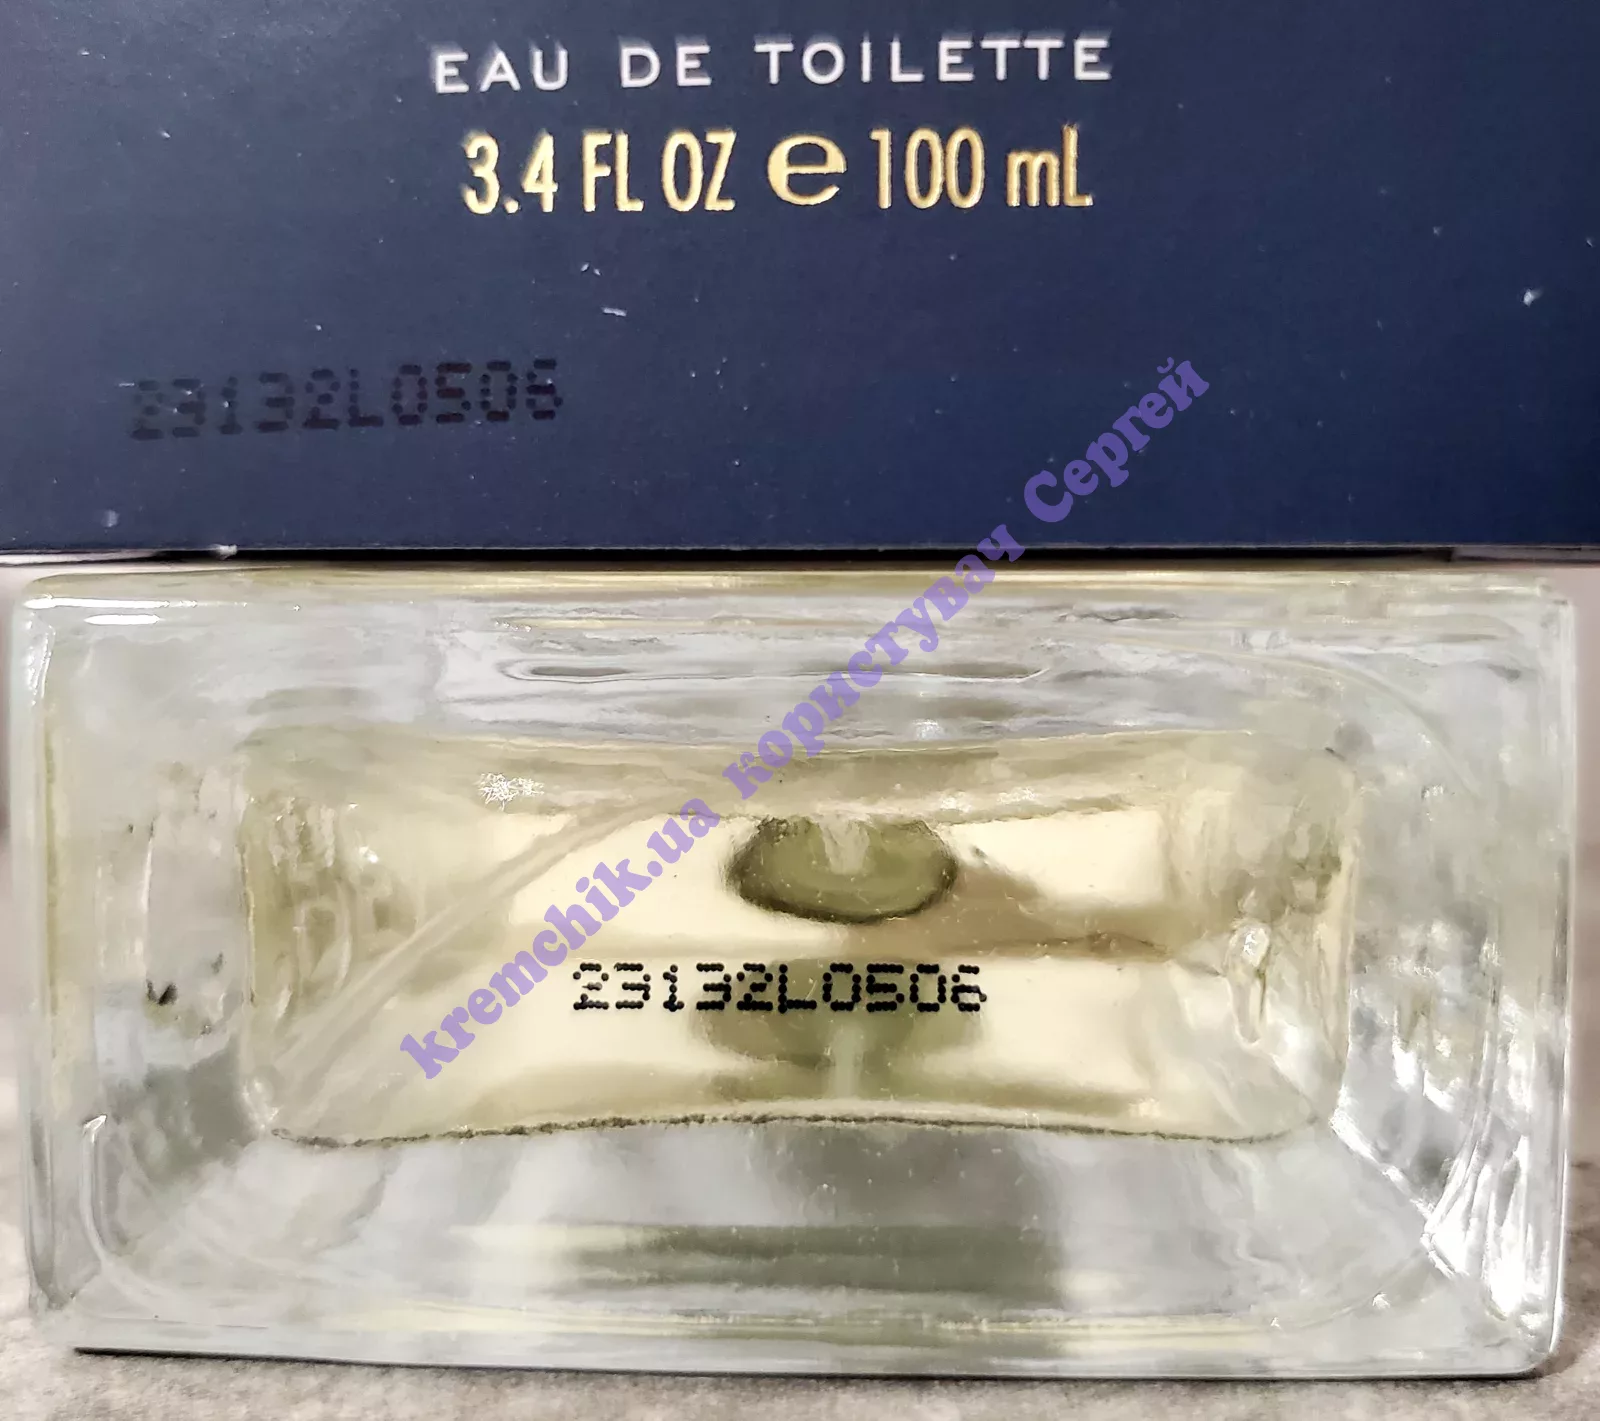 EAU DE TOILETTE
3.4 FL OZ e 100 mL
23132L0506
kremchik.ua користувач Сергей
23132L0506